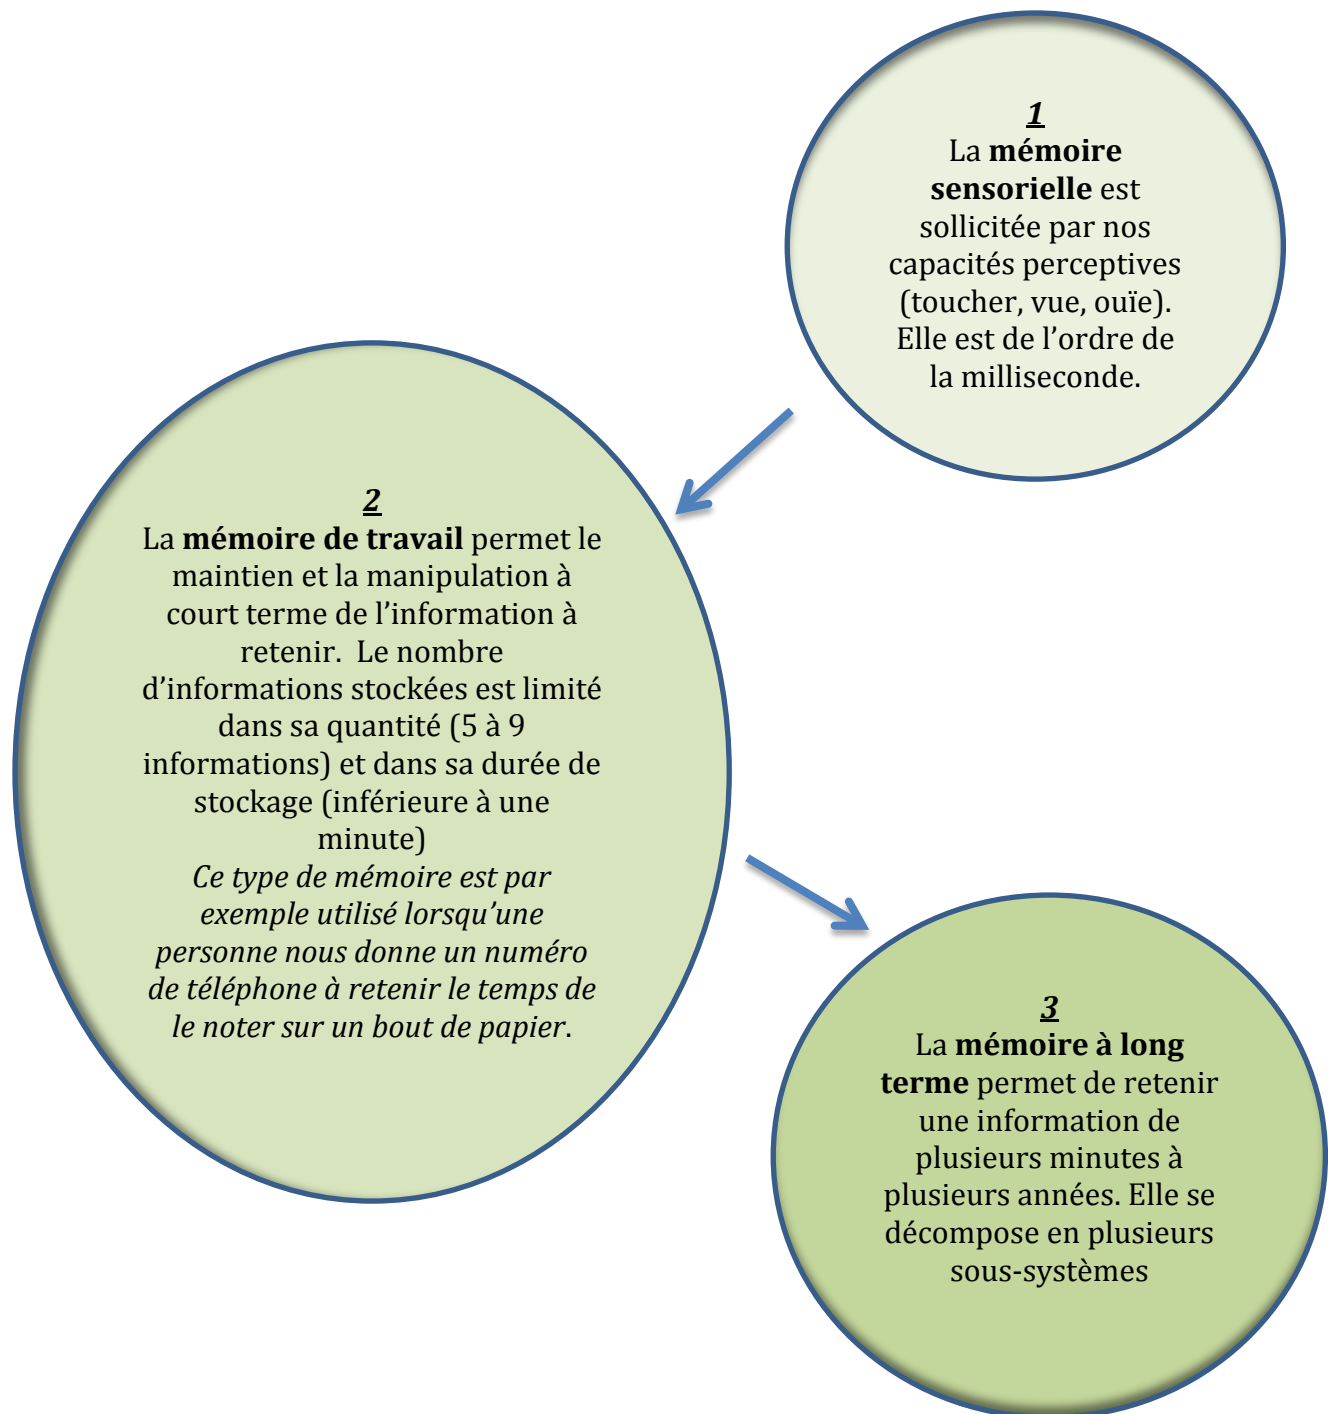 1
La mémoire
sensorielle est
sollicitée par nos
capacités perceptives
(toucher, vue, ouïe).
Elle est de l’ordre de
la milliseconde.
2
La mémoire de travail permet le
maintien et la manipulation à
court terme de l’information à
retenir.  Le nombre
d’informations stockées est limité
dans sa quantité (5 à 9
informations) et dans sa durée de
stockage (inférieure à une
minute)
Ce type de mémoire est par
exemple utilisé lorsqu’une
personne nous donne un numéro
de téléphone à retenir le temps de
le noter sur un bout de papier.
3
La mémoire à long
terme permet de retenir
une information de
plusieurs minutes à
plusieurs années. Elle se
décompose en plusieurs
sous-systèmes